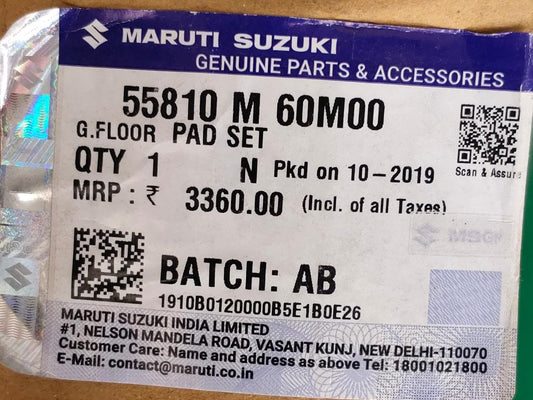 MARUTI SUZUKI
GENUINE PARTS & ACCESSORIES
55810 M 60M00
G.FLOOR PAD SET
QTY 1 N Pkd on 10-2019
Scan & Assure
MRP : ₹ 3360.00 (Incl. of all Taxes)
BATCH: AB
1910B0120000B5E1B0E26
MARUTI SUZUKI INDIA LIMITED
#1, NELSON MANDELA ROAD, VASANT KUNJ, NEW DELHI-110070
Customer Care: Name and address as above Tel: 18001021800
E-Mail: contact@maruti.co.in